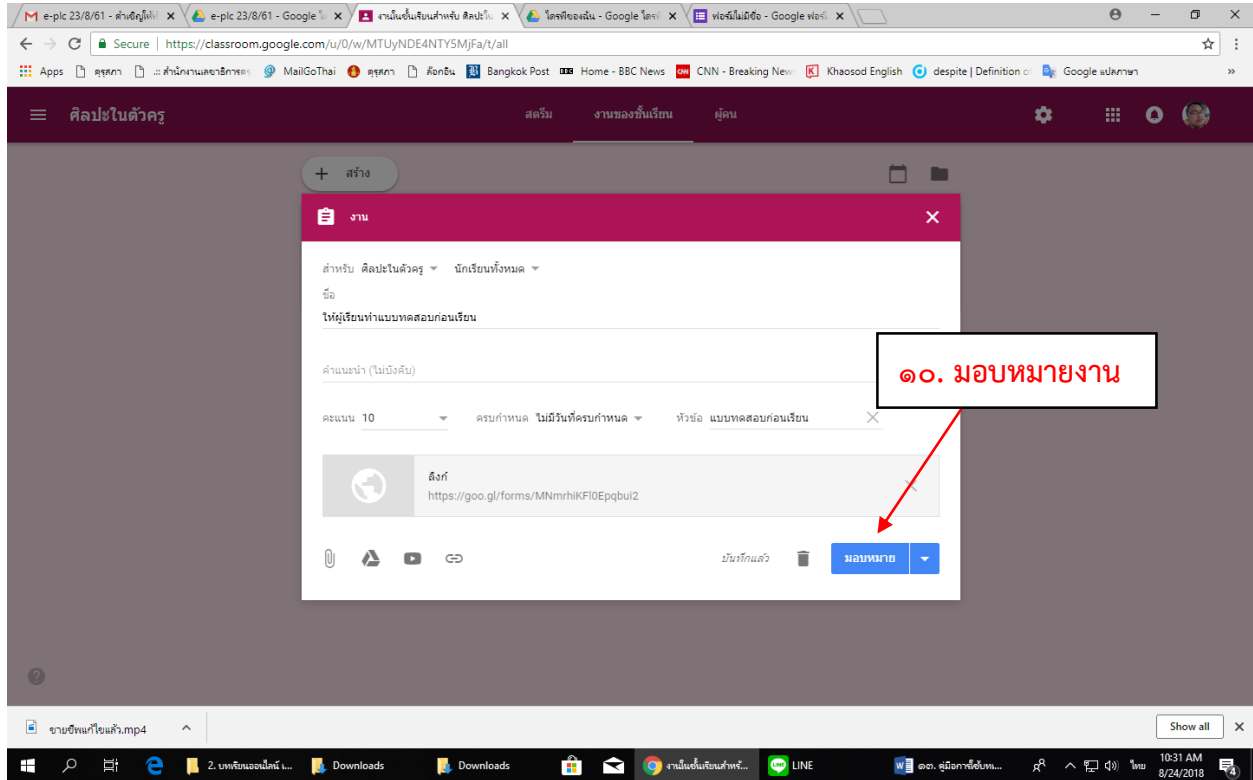 e-plc 23/8/61 - คำเชิญให้ทำ
e-plc 23/8/61 - Google ไ
งานในชั้นเรียนสำหรับ ศิลปะใน
ไดรฟ์ของฉัน - Google ไดรฟ์
ฟอร์มไม่มีชื่อ - Google ฟอร์
Secure | https://classroom.google.com/u/0/w/MTUyNDE4NTY5MjFa/t/all
Apps คุรุสภา .:: สำนักงานเลขาธิการคร MailGoThai คุรุสภา ล๊อกอิน Bangkok Post Home - BBC News CNN - Breaking New Khaosod English despite | Definition o Google แปลภาษา »
ศิลปะในตัวครู สตรีม งานของชั้นเรียน ผู้คน
+ สร้าง
งาน
สำหรับ ศิลปะในตัวครู นักเรียนทั้งหมด
ชื่อ
ให้ผู้เรียนทำแบบทดสอบก่อนเรียน
คำแนะนำ (ไม่บังคับ)
๑๐. มอบหมายงาน
คะแนน 10 ครบกำหนด ไม่มีวันที่ครบกำหนด หัวข้อ แบบทดสอบก่อนเรียน
ลิงก์
https://goo.gl/forms/MNmrhiKFl0Epqbui2
บันทึกแล้ว มอบหมาย
ขายชีพแก้ไขแล้ว.mp4 Show all
2. บทเรียนออนไลน์ เ... Downloads Downloads งานในชั้นเรียนสำหรั... LINE ๑๓. คู่มือการใช้บทเ... ไทย 10:31 AM
8/24/2018
4